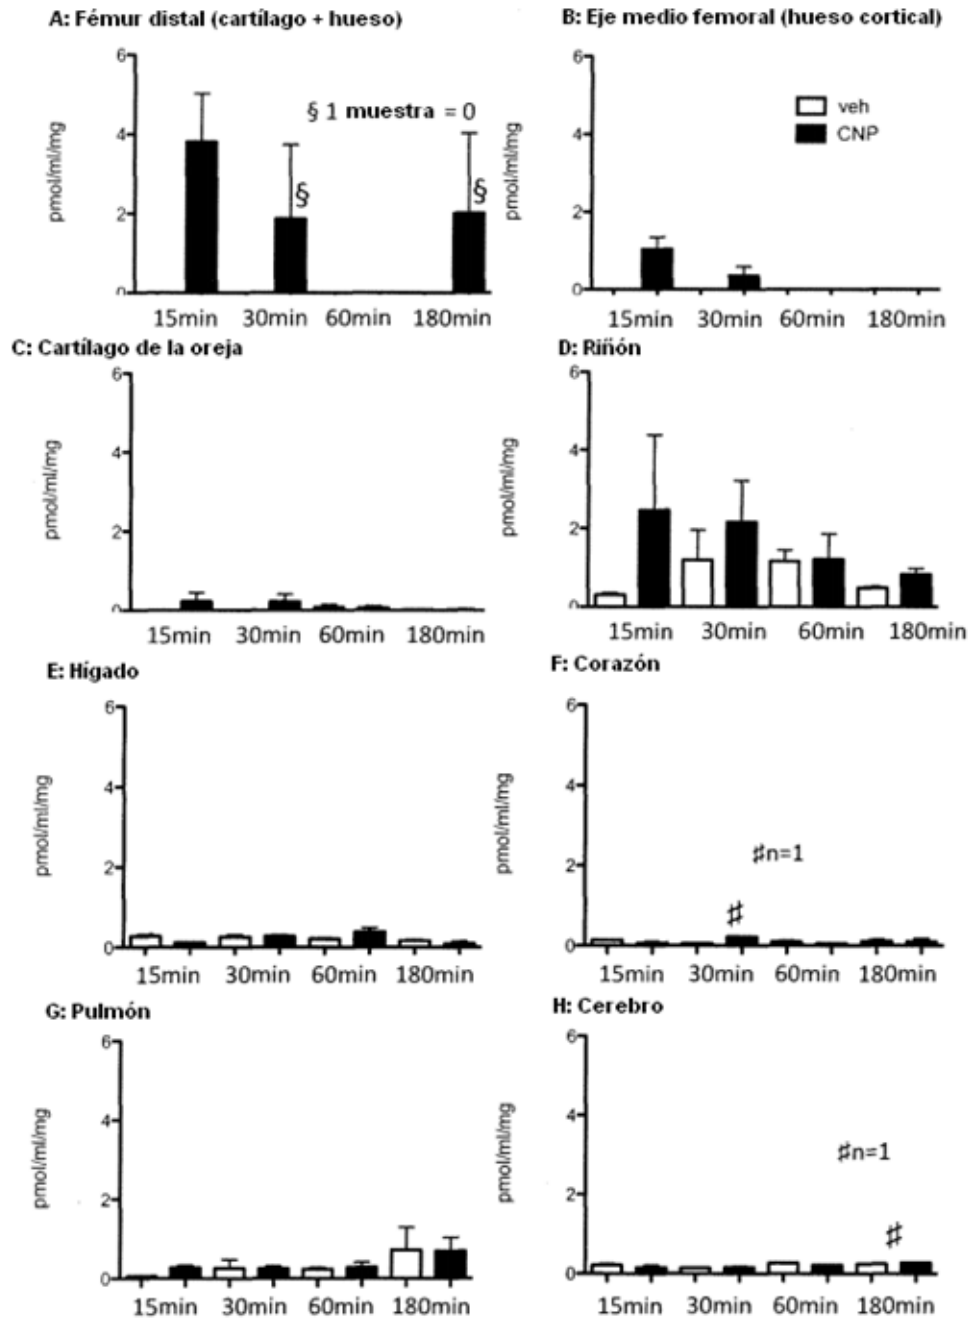 A: Fémur distal (cartílago + hueso)
6
4
2
0
pmol/ml/mg
§ 1 muestra = 0
§
§
15min 30min 60min 180min
B: Eje medio femoral (hueso cortical)
6
4
2
0
pmol/ml/mg
veh
CNP
15min 30min 60min 180min
C: Cartílago de la oreja
6
4
2
0
pmol/ml/mg
15min 30min 60min 180min
D: Riñón
6
4
2
0
pmol/ml/mg
15min 30min 60min 180min
E: Hígado
6
4
2
0
pmol/ml/mg
15min 30min 60min 180min
F: Corazón
6
4
2
0
pmol/ml/mg
♯n=1
♯
15min 30min 60min 180min
G: Pulmón
6
4
2
0
pmol/ml/mg
15min 30min 60min 180min
H: Cerebro
6
4
2
0
pmol/ml/mg
♯n=1
♯
15min 30min 60min 180min